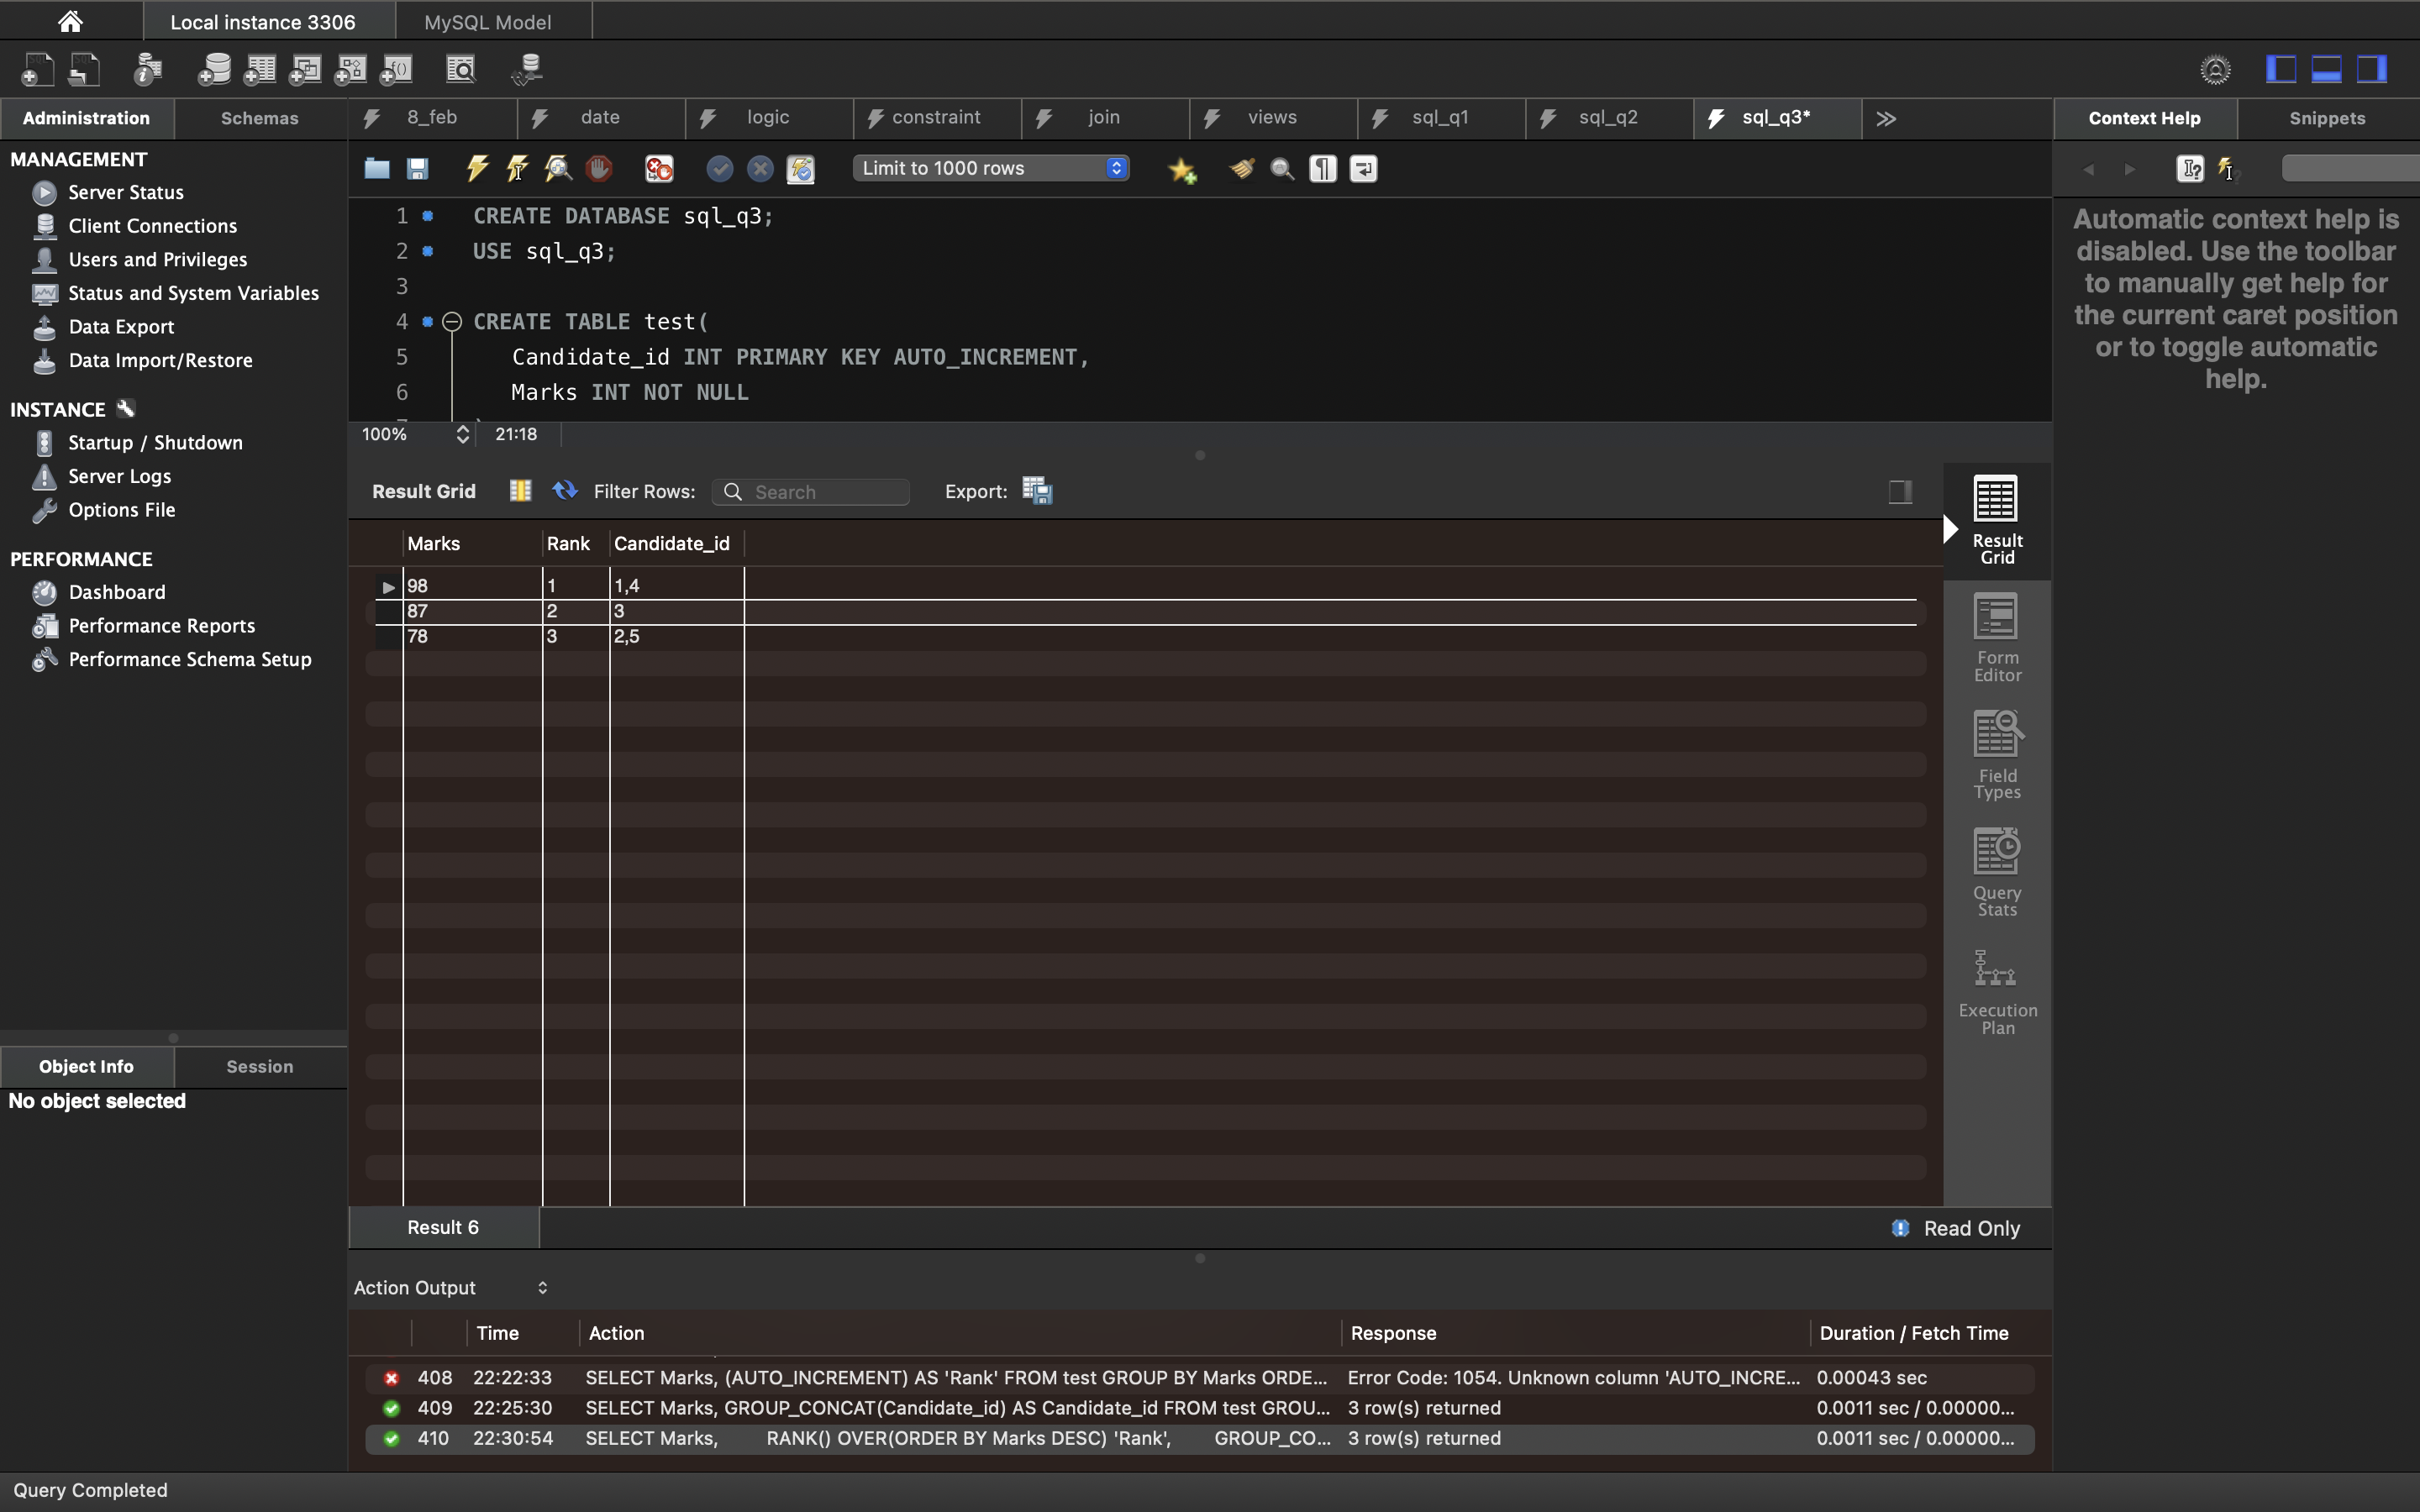 Local instance 3306
MySQL Model
Administration
Schemas
8_feb
date
logic
constraint
join
views
sql_q1
sql_q2
sql_q3*
Context Help
Snippets
MANAGEMENT
Server Status
Client Connections
Users and Privileges
Status and System Variables
Data Export
Data Import/Restore
INSTANCE
Startup / Shutdown
Server Logs
Options File
PERFORMANCE
Dashboard
Performance Reports
Performance Schema Setup
Object Info
Session
No object selected
Limit to 1000 rows
1 CREATE DATABASE sql_q3;
2 USE sql_q3;
3
4 CREATE TABLE test(
5 Candidate_id INT PRIMARY KEY AUTO_INCREMENT,
6 Marks INT NOT NULL
100%
21:18
Result Grid
Filter Rows:
Search
Export:
Marks Rank Candidate_id
98 1 1,4
87 2 3
78 3 2,5
Result
Grid
Form
Editor
Field
Types
Query
Stats
Execution
Plan
Result 6
Read Only
Action Output
Time Action Response Duration / Fetch Time
408 22:22:33 SELECT Marks, (AUTO_INCREMENT) AS 'Rank' FROM test GROUP BY Marks ORDE... Error Code: 1054. Unknown column 'AUTO_INCRE... 0.00043 sec
409 22:25:30 SELECT Marks, GROUP_CONCAT(Candidate_id) AS Candidate_id FROM test GROU... 3 row(s) returned 0.0011 sec / 0.00000...
410 22:30:54 SELECT Marks, RANK() OVER(ORDER BY Marks DESC) 'Rank', GROUP_CO... 3 row(s) returned 0.0011 sec / 0.00000...
Automatic context help is
disabled. Use the toolbar
to manually get help for
the current caret position
or to toggle automatic
help.
Query Completed